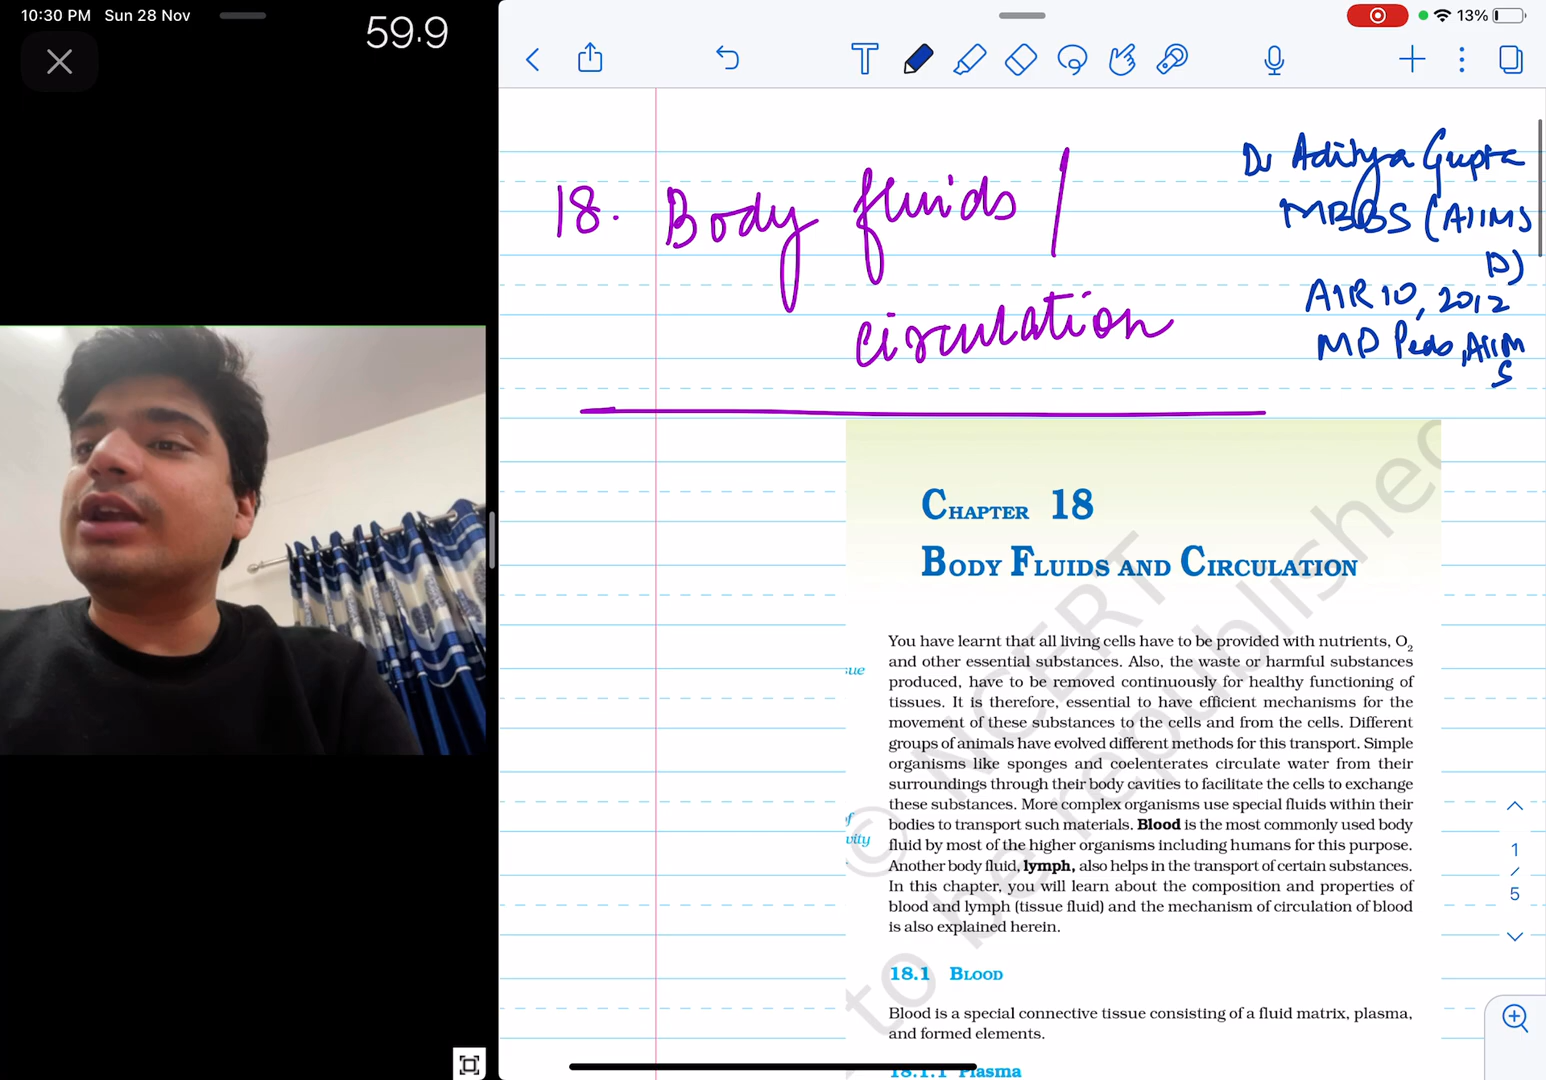 10:30 PM Sun 28 Nov
59.9
13%
T
18. Body fluids /
circulation
Dr Aditya Gupta
MBBS (AIIMS
D)
AIR 10, 2012
MD Peds, AIIM
S
CHAPTER 18
BODY FLUIDS AND CIRCULATION
You have learnt that all living cells have to be provided with nutrients, O₂
and other essential substances. Also, the waste or harmful substances
produced, have to be removed continuously for healthy functioning of
tissues. It is therefore, essential to have efficient mechanisms for the
movement of these substances to the cells and from the cells. Different
groups of animals have evolved different methods for this transport. Simple
organisms like sponges and coelenterates circulate water from their
surroundings through their body cavities to facilitate the cells to exchange
these substances. More complex organisms use special fluids within their
bodies to transport such materials. Blood is the most commonly used body
fluid by most of the higher organisms including humans for this purpose.
Another body fluid, lymph, also helps in the transport of certain substances.
In this chapter, you will learn about the composition and properties of
blood and lymph (tissue fluid) and the mechanism of circulation of blood
is also explained herein.
18.1 BLOOD
Blood is a special connective tissue consisting of a fluid matrix, plasma,
and formed elements.
18.1.1 Plasma
sue
f
vity
© NCERT
to be republished
1
/
5